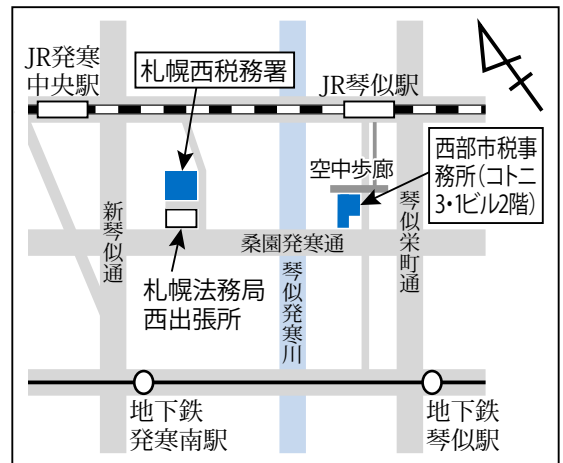 JR発寒
中央駅
札幌西税務署
JR琴似駅
西部市税事
務所(コトニ
3・1ビル2階)
空中歩廊
新琴似通
桑園発寒通
琴似栄町通
札幌法務局
西出張所
琴似発寒川
地下鉄
発寒南駅
地下鉄
琴似駅